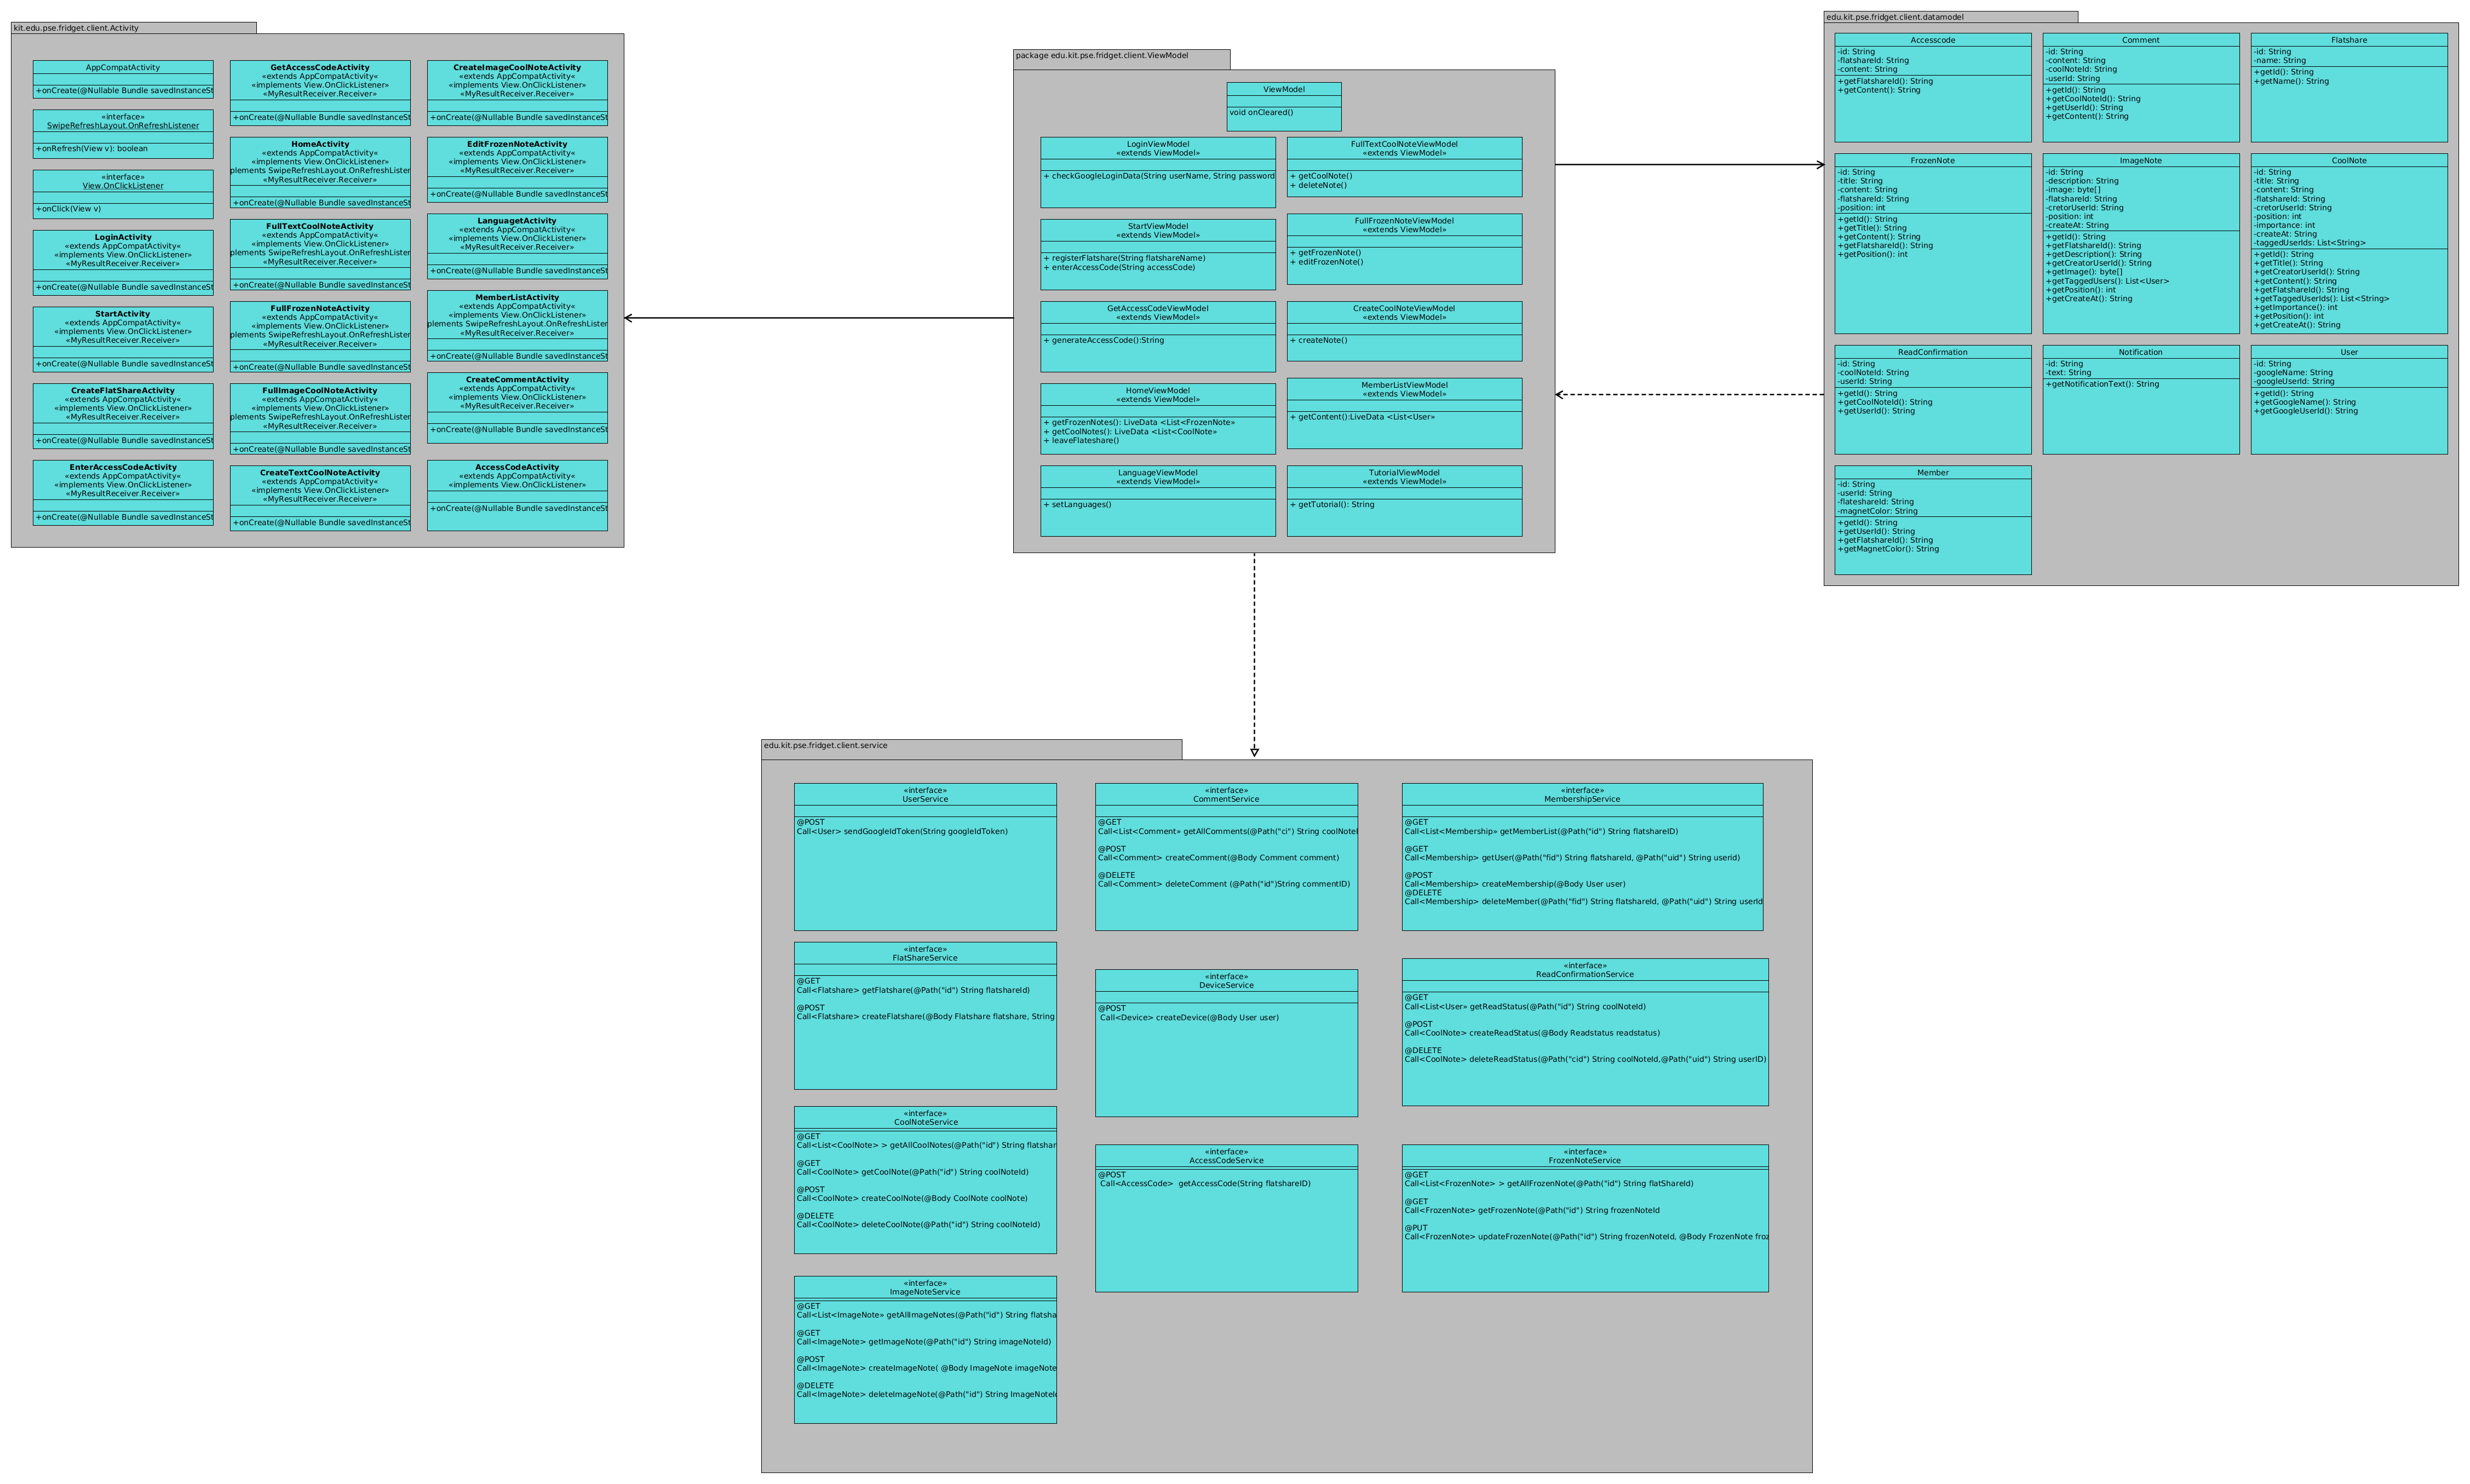 kit.edu.pse.fridget.client.Activity
AppCompatActivity
+onCreate(@Nullable Bundle savedInstanceSt
«interface»
SwipeRefreshLayout.OnRefreshListener
+onRefresh(View v): boolean
«interface»
View.OnClickListener
+onClick(View v)
LoginActivity
«extends AppCompatActivity«
«implements View.OnClickListener»
«MyResultReceiver.Receiver»
+onCreate(@Nullable Bundle savedInstanceSt
StartActivity
«extends AppCompatActivity«
«implements View.OnClickListener»
«MyResultReceiver.Receiver»
+onCreate(@Nullable Bundle savedInstanceSt
CreateFlatShareActivity
«extends AppCompatActivity«
«implements View.OnClickListener»
«MyResultReceiver.Receiver»
+onCreate(@Nullable Bundle savedInstanceSt
EnterAccessCodeActivity
«extends AppCompatActivity«
«implements View.OnClickListener»
«MyResultReceiver.Receiver»
+onCreate(@Nullable Bundle savedInstanceSt
GetAccessCodeActivity
«extends AppCompatActivity«
«implements View.OnClickListener»
«MyResultReceiver.Receiver»
+onCreate(@Nullable Bundle savedInstanceSt
HomeActivity
«extends AppCompatActivity«
«implements View.OnClickListener»
plements SwipeRefreshLayout.OnRefreshListen
«MyResultReceiver.Receiver»
+onCreate(@Nullable Bundle savedInstanceSt
FullTextCoolNoteActivity
«extends AppCompatActivity«
«implements View.OnClickListener»
plements SwipeRefreshLayout.OnRefreshListen
«MyResultReceiver.Receiver»
+onCreate(@Nullable Bundle savedInstanceSt
FullFrozenNoteActivity
«extends AppCompatActivity«
«implements View.OnClickListener»
plements SwipeRefreshLayout.OnRefreshListen
«MyResultReceiver.Receiver»
+onCreate(@Nullable Bundle savedInstanceSt
FullImageCoolNoteActivity
«extends AppCompatActivity«
«implements View.OnClickListener»
plements SwipeRefreshLayout.OnRefreshListen
«MyResultReceiver.Receiver»
+onCreate(@Nullable Bundle savedInstanceSt
CreateTextCoolNoteActivity
«extends AppCompatActivity«
«implements View.OnClickListener»
«MyResultReceiver.Receiver»
+onCreate(@Nullable Bundle savedInstanceSt
CreateImageCoolNoteActivity
«extends AppCompatActivity«
«implements View.OnClickListener»
«MyResultReceiver.Receiver»
+onCreate(@Nullable Bundle savedInstanceSt
EditFrozenNoteActivity
«extends AppCompatActivity«
«implements View.OnClickListener»
«MyResultReceiver.Receiver»
+onCreate(@Nullable Bundle savedInstanceSt
LanguagetActivity
«extends AppCompatActivity«
«implements View.OnClickListener»
«MyResultReceiver.Receiver»
+onCreate(@Nullable Bundle savedInstanceSt
MemberListActivity
«extends AppCompatActivity«
«implements View.OnClickListener»
plements SwipeRefreshLayout.OnRefreshListen
«MyResultReceiver.Receiver»
+onCreate(@Nullable Bundle savedInstanceSt
CreateCommentActivity
«extends AppCompatActivity«
«implements View.OnClickListener»
«MyResultReceiver.Receiver»
+onCreate(@Nullable Bundle savedInstanceSt
AccessCodeActivity
«extends AppCompatActivity«
«implements View.OnClickListener»
+onCreate(@Nullable Bundle savedInstanceSt
package edu.kit.pse.fridget.client.ViewModel
ViewModel
void onCleared()
LoginViewModel
«extends ViewModel»
+ checkGoogleLoginData(String userName, String password
StartViewModel
«extends ViewModel»
+ registerFlatshare(String flatshareName)
+ enterAccessCode(String accessCode)
GetAccessCodeViewModel
«extends ViewModel»
+ generateAccessCode():String
HomeViewModel
«extends ViewModel»
+ getFrozenNotes(): LiveData <List<FrozenNote»
+ getCoolNotes(): LiveData <List<CoolNote»
+ leaveFlateshare()
LanguageViewModel
«extends ViewModel»
+ setLanguages()
FullTextCoolNoteViewModel
«extends ViewModel»
+ getCoolNote()
+ deleteNote()
FullFrozenNoteViewModel
«extends ViewModel»
+ getFrozenNote()
+ editFrozenNote()
CreateCoolNoteViewModel
«extends ViewModel»
+ createNote()
MemberListViewModel
«extends ViewModel»
+ getContent():LiveData <List<User»
TutorialViewModel
«extends ViewModel»
+ getTutorial(): String
edu.kit.pse.fridget.client.datamodel
Accesscode
-id: String
-flatshareId: String
-content: String
+getFlatshareId(): String
+getContent(): String
Comment
-id: String
-content: String
-coolNoteId: String
-userId: String
+getId(): String
+getCoolNoteId(): String
+getUserId(): String
+getContent(): String
Flatshare
-id: String
-name: String
+getId(): String
+getName(): String
FrozenNote
-id: String
-title: String
-content: String
-flatshareId: String
-position: int
+getId(): String
+getTitle(): String
+getContent(): String
+getFlatshareId(): String
+getPosition(): int
ImageNote
-id: String
-description: String
-image: byte[]
-flatshareId: String
-cretorUserId: String
-position: int
-createAt: String
+getId(): String
+getFlatshareId(): String
+getDescription(): String
+getCreatorUserId(): String
+getImage(): byte[]
+getTaggedUsers(): List<User>
+getPosition(): int
+getCreateAt(): String
CoolNote
-id: String
-title: String
-content: String
-flatshareId: String
-cretorUserId: String
-position: int
-importance: int
-createAt: String
-taggedUserIds: List<String>
+getId(): String
+getTitle(): String
+getCreatorUserId(): String
+getContent(): String
+getFlatshareId(): String
+getTaggedUserIds(): List<String>
+getImportance(): int
+getPosition(): int
+getCreateAt(): String
ReadConfirmation
-id: String
-coolNoteId: String
-userId: String
+getId(): String
+getCoolNoteId(): String
+getUserId(): String
Notification
-id: String
-text: String
+getNotificationText(): String
User
-id: String
-googleName: String
-googleUserId: String
+getId(): String
+getGoogleName(): String
+getGoogleUserId(): String
Member
-id: String
-userId: String
-flateshareId: String
-magnetColor: String
+getId(): String
+getUserId(): String
+getFlatshareId(): String
+getMagnetColor(): String
edu.kit.pse.fridget.client.service
«interface»
UserService
@POST
Call<User> sendGoogleIdToken(String googleIdToken)
«interface»
FlatShareService
@GET
Call<Flatshare> getFlatshare(@Path("id") String flatshareId)
@POST
Call<Flatshare> createFlatshare(@Body Flatshare flatshare, String
«interface»
CoolNoteService
@GET
Call<List<CoolNote> > getAllCoolNotes(@Path("id") String flatshar
@GET
Call<CoolNote> getCoolNote(@Path("id") String coolNoteId)
@POST
Call<CoolNote> createCoolNote(@Body CoolNote coolNote)
@DELETE
Call<CoolNote> deleteCoolNote(@Path("id") String coolNoteId)
«interface»
ImageNoteService
@GET
Call<List<ImageNote» getAllImageNotes(@Path("id") String flatsha
@GET
Call<ImageNote> getImageNote(@Path("id") String imageNoteId)
@POST
Call<ImageNote> createImageNote( @Body ImageNote imageNote
@DELETE
Call<ImageNote> deleteImageNote(@Path("id") String ImageNoteId
«interface»
CommentService
@GET
Call<List<Comment» getAllComments(@Path("ci") String coolNoteI
@POST
Call<Comment> createComment(@Body Comment comment)
@DELETE
Call<Comment> deleteComment (@Path("id")String commentID)
«interface»
DeviceService
@POST
Call<Device> createDevice(@Body User user)
«interface»
AccessCodeService
@POST
Call<AccessCode>  getAccessCode(String flatshareID)
«interface»
MembershipService
@GET
Call<List<Membership» getMemberList(@Path("id") String flatshareID)
@GET
Call<Membership> getUser(@Path("fid") String flatshareId, @Path("uid") String userid)
@POST
Call<Membership> createMembership(@Body User user)
@DELETE
Call<Membership> deleteMember(@Path("fid") String flatshareId, @Path("uid") String userId
«interface»
ReadConfirmationService
@GET
Call<List<User» getReadStatus(@Path("id") String coolNoteId)
@POST
Call<CoolNote> createReadStatus(@Body Readstatus readstatus)
@DELETE
Call<CoolNote> deleteReadStatus(@Path("cid") String coolNoteId,@Path("uid") String userID)
«interface»
FrozenNoteService
@GET
Call<List<FrozenNote> > getAllFrozenNote(@Path("id") String flatShareId)
@GET
Call<FrozenNote> getFrozenNote(@Path("id") String frozenNoteId
@PUT
Call<FrozenNote> updateFrozenNote(@Path("id") String frozenNoteId, @Body FrozenNote froz